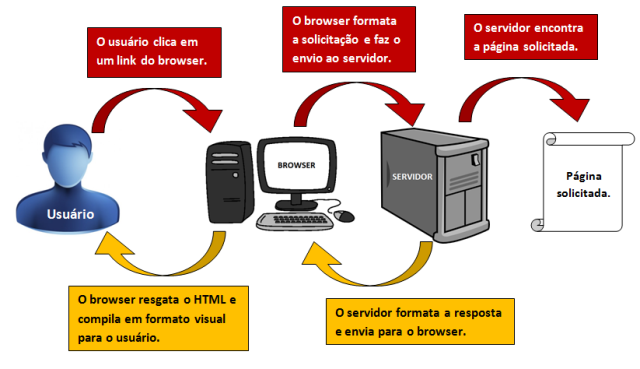 O usuário clica em
um link do browser.
O browser formata
a solicitação e faz o
envio ao servidor.
O servidor encontra
a página solicitada.
Usuário
BROWSER
SERVIDOR
Página
solicitada.
O browser resgata o HTML e
compila em formato visual
para o usuário.
O servidor formata a resposta
e envia para o browser.